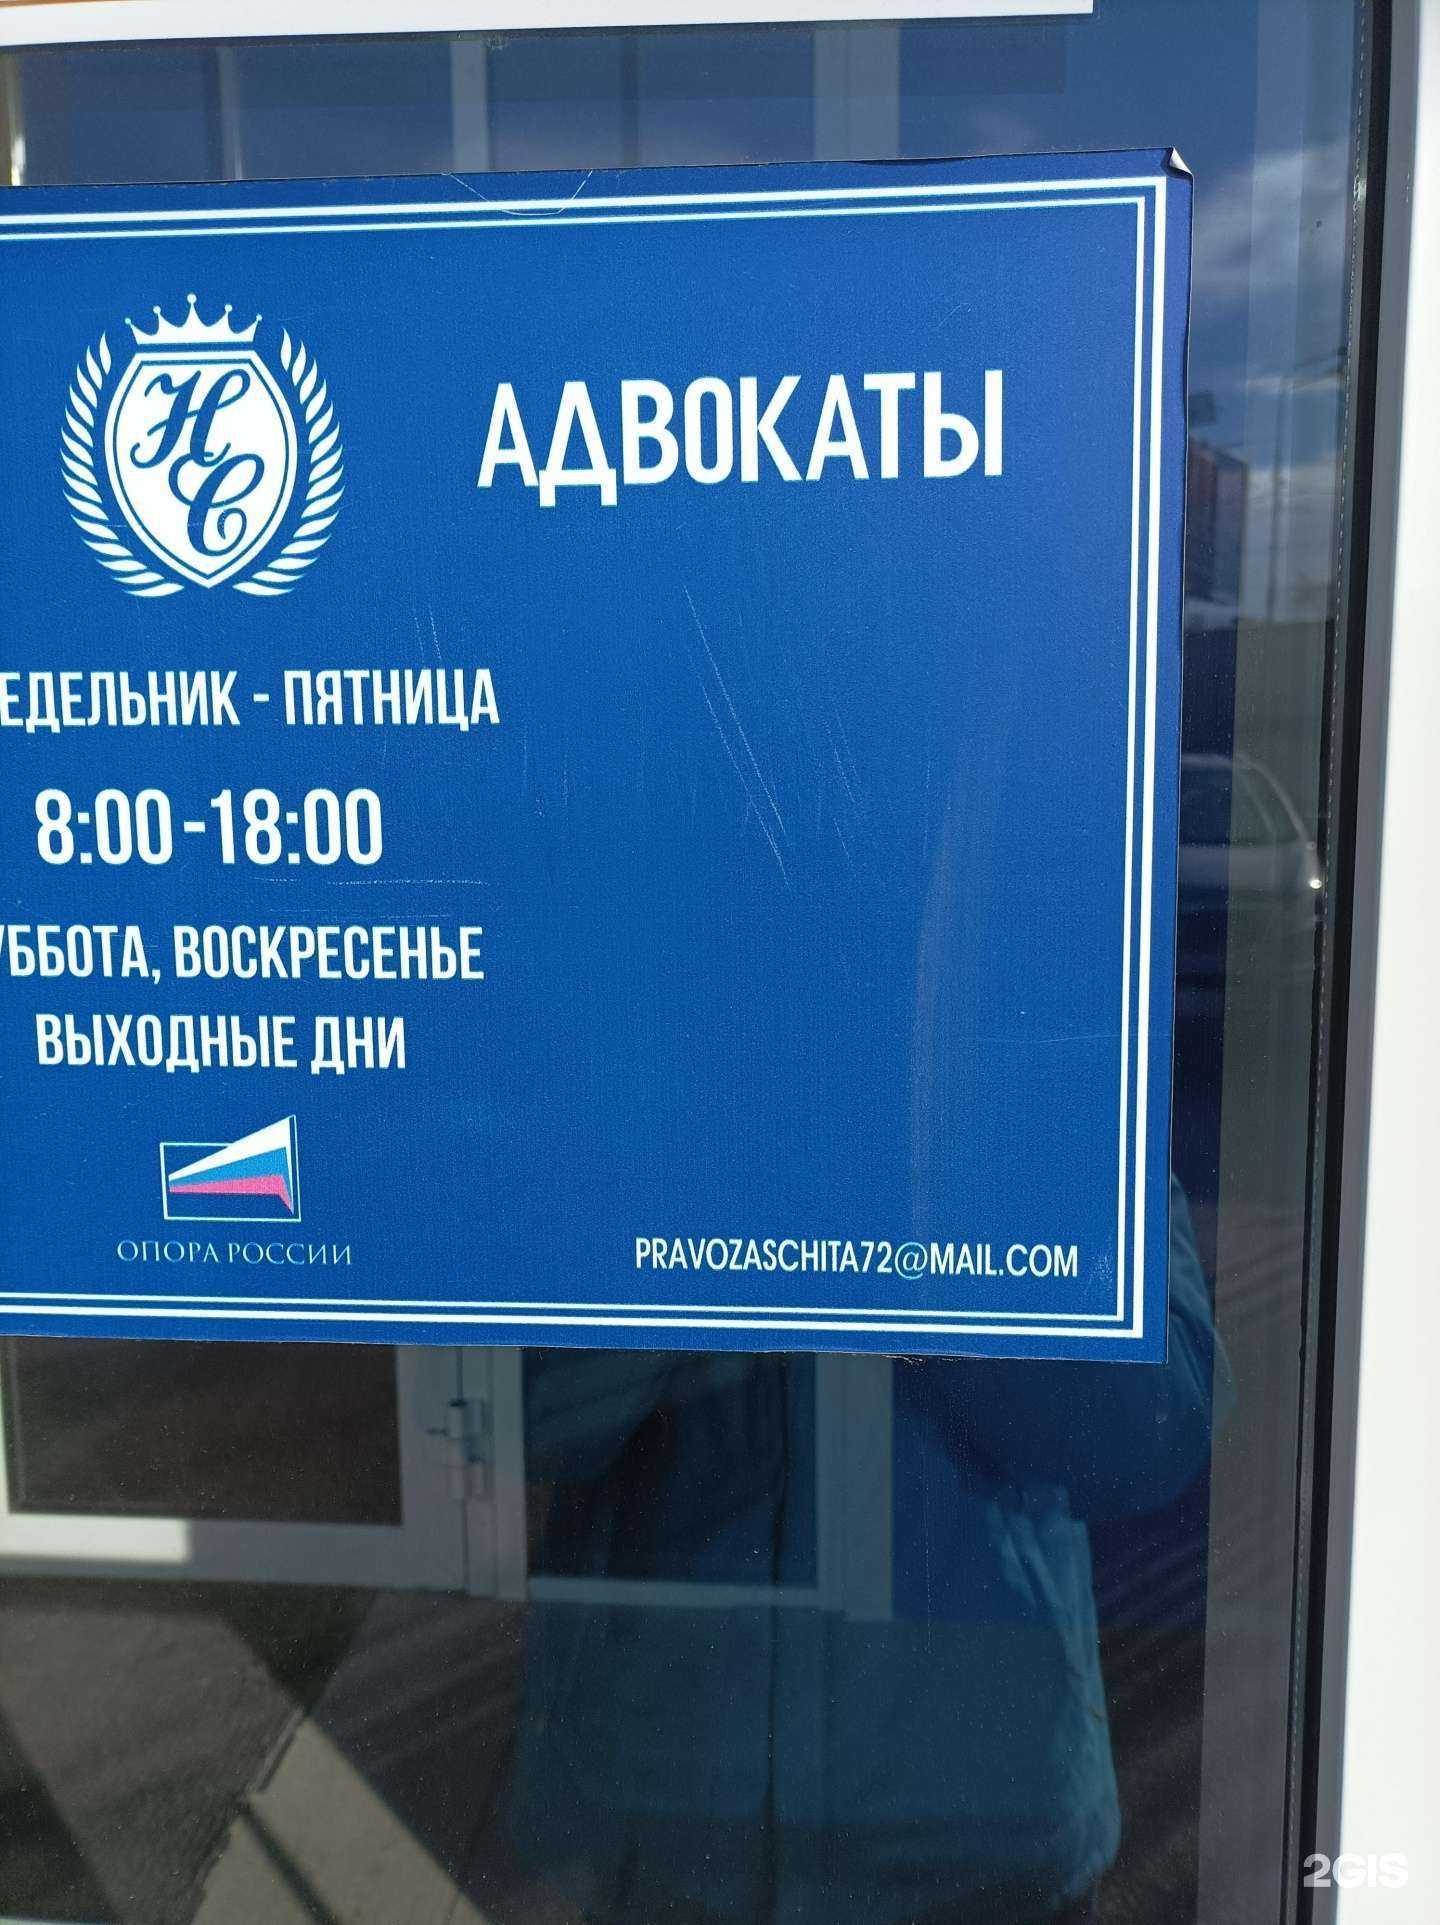 НС
АДВОКАТЫ
ЕДЕЛЬНИК - ПЯТНИЦА
8:00 - 18:00
УББОТА, ВОСКРЕСЕНЬЕ
ВЫХОДНЫЕ ДНИ
ОПОРА РОССИИ
PRAVOZASCHITA72@MAIL.COM
2GIS